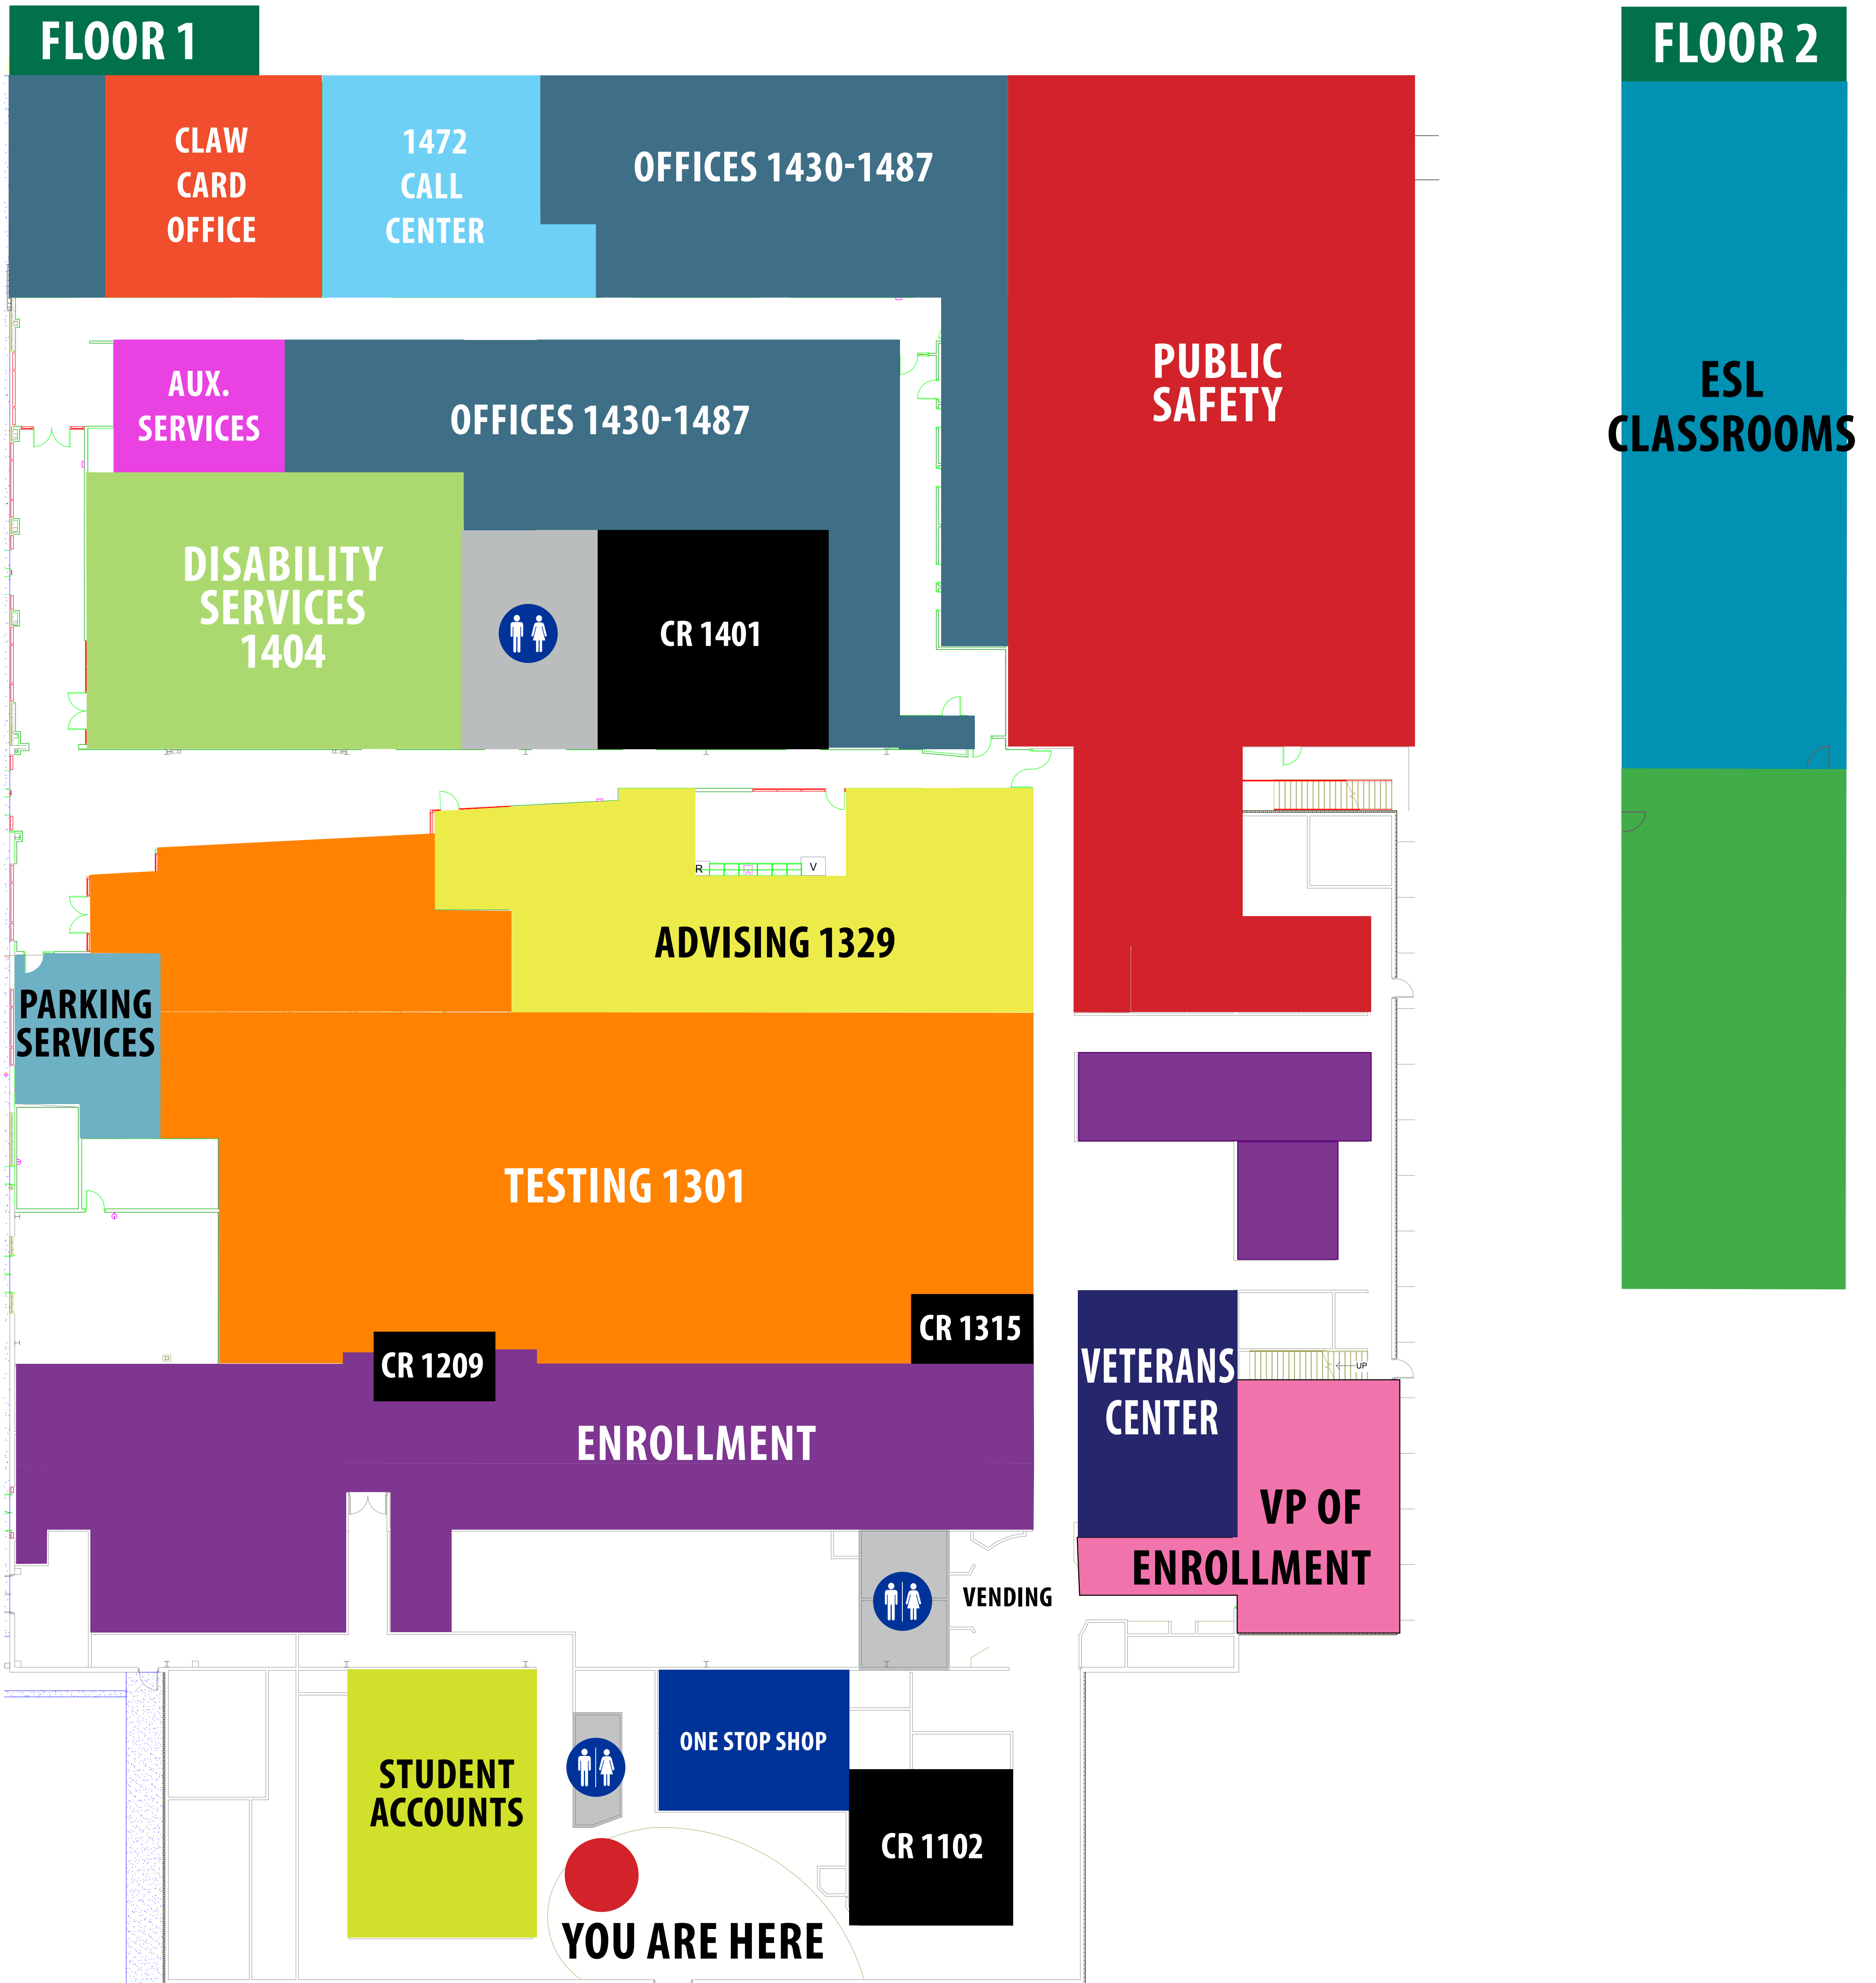 FLOOR 1
FLOOR 2
CLAW
CARD
OFFICE
1472
CALL
CENTER
OFFICES 1430-1487
PUBLIC
SAFETY
ESL
CLASSROOMS
AUX.
SERVICES
OFFICES 1430-1487
DISABILITY
SERVICES
1404
CR 1401
R
V
ADVISING 1329
PARKING
SERVICES
TESTING 1301
CR 1315
CR 1209
VETERANS
CENTER
UP
ENROLLMENT
VP OF
ENROLLMENT
VENDING
ONE STOP SHOP
STUDENT
ACCOUNTS
CR 1102
YOU ARE HERE